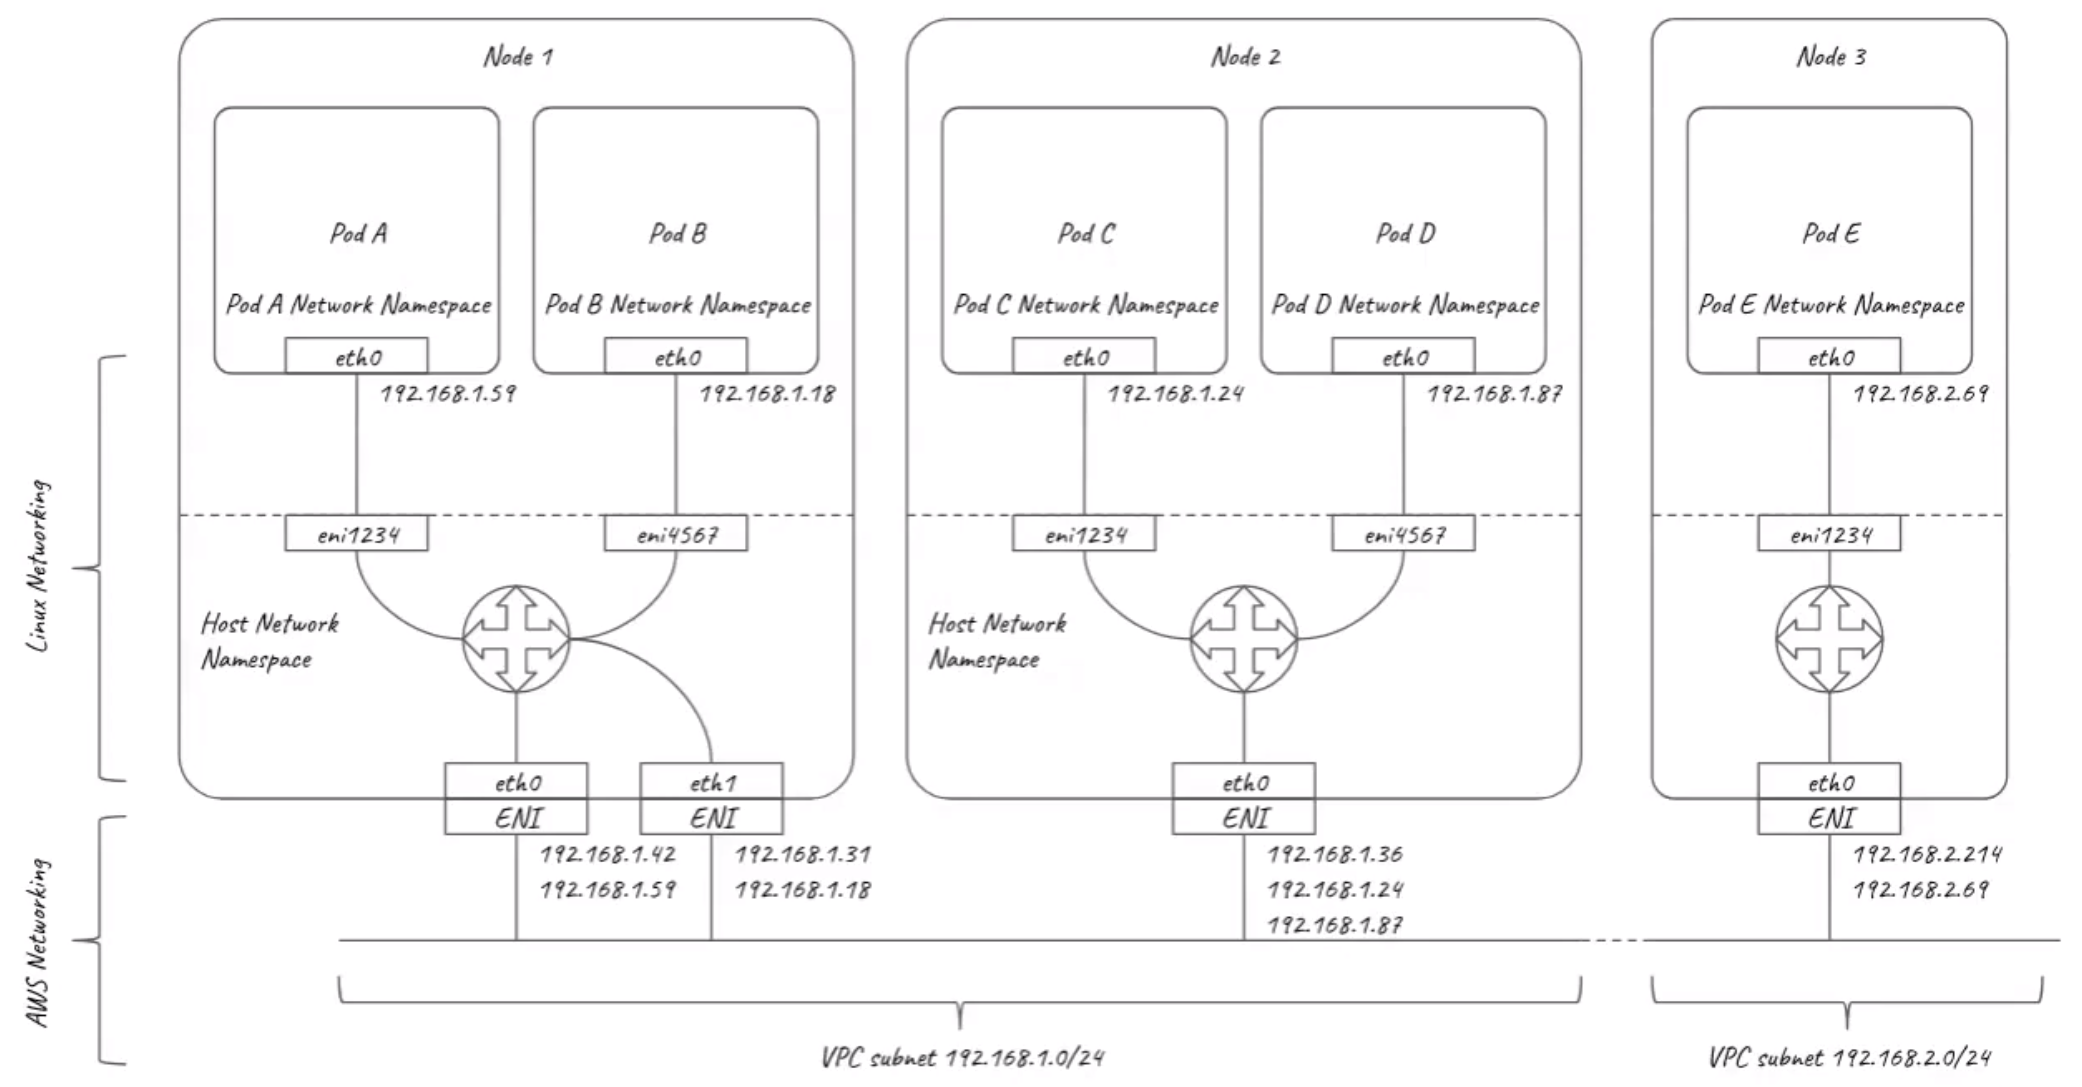 Node 1
Node 2
Node 3
Pod A
Pod B
Pod C
Pod D
Pod E
Pod A Network Namespace
Pod B Network Namespace
Pod C Network Namespace
Pod D Network Namespace
Pod E Network Namespace
eth0
eth0
eth0
eth0
eth0
192.168.1.59
192.168.1.18
192.168.1.24
192.168.1.87
192.168.2.69
Linux Networking
eni1234
eni4567
eni1234
eni4567
eni1234
Host Network
Namespace
Host Network
Namespace
eth0
eth1
eth0
eth0
ENI
ENI
ENI
ENI
AWS Networking
192.168.1.42
192.168.1.59
192.168.1.31
192.168.1.18
192.168.1.36
192.168.1.24
192.168.1.87
192.168.2.214
192.168.2.69
VPC subnet 192.168.1.0/24
VPC subnet 192.168.2.0/24